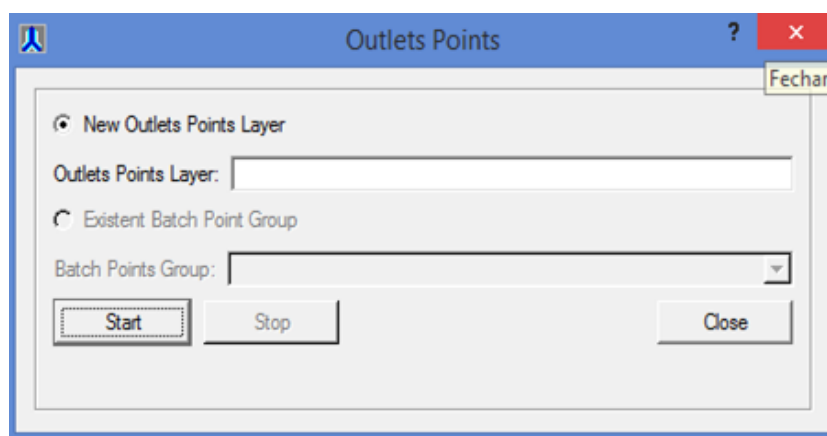 Outlets Points
?
Fechar
New Outlets Points Layer
Outlets Points Layer:
Existent Batch Point Group
Batch Points Group:
Start Stop Close